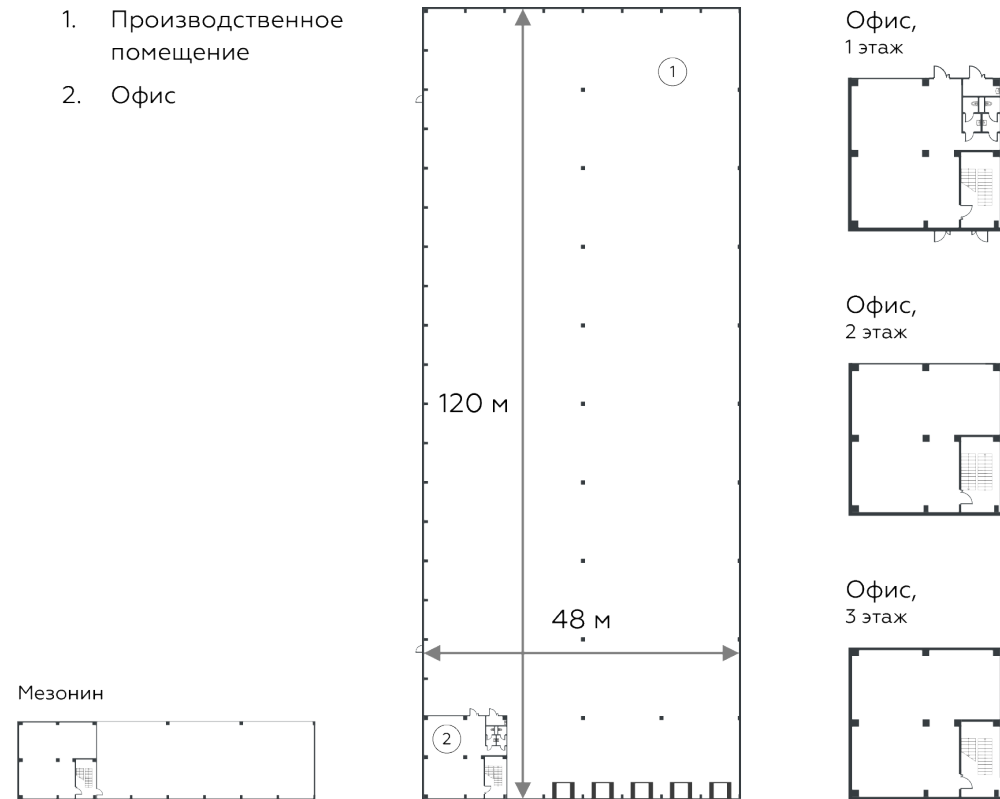 1. Производственное
помещение
2. Офис
1
120 м
48 м
2
Мезонин
Офис,
1 этаж
Офис,
2 этаж
Офис,
3 этаж